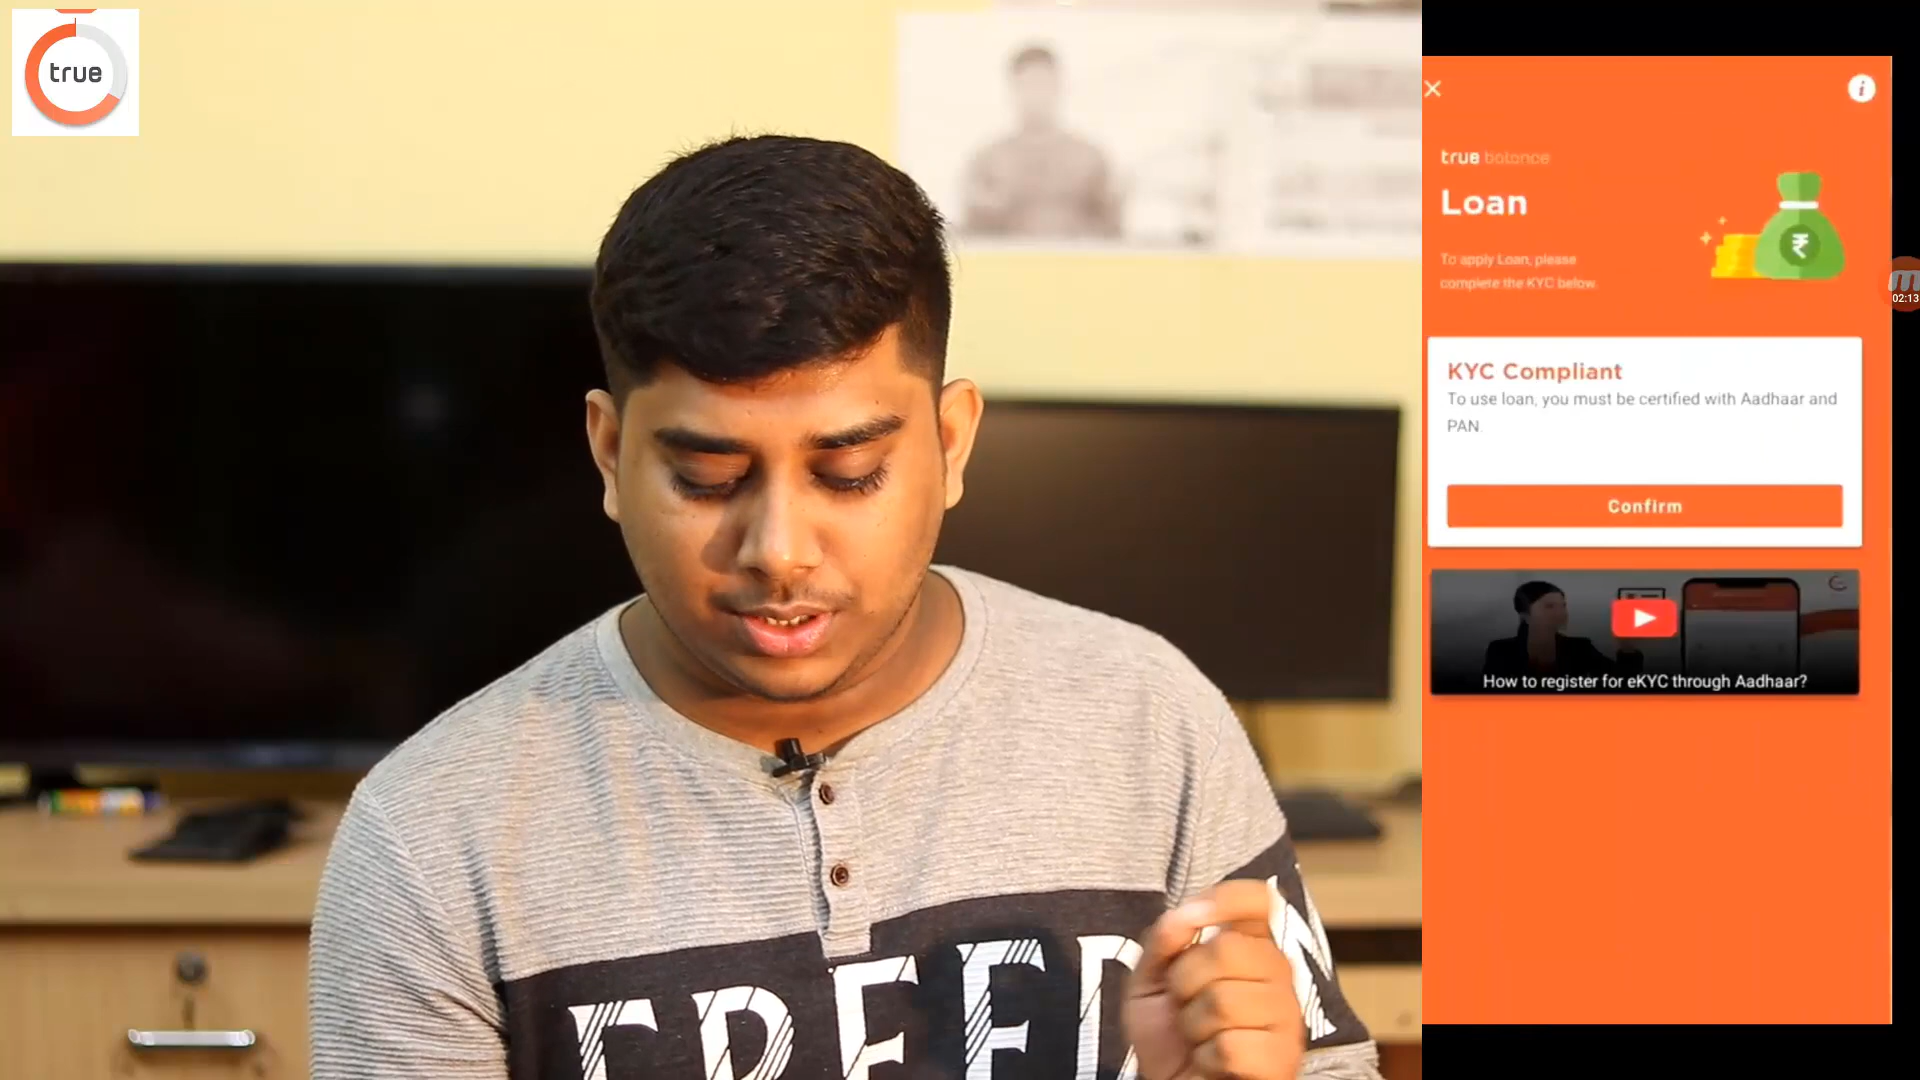 true
true balance
Loan
To apply Loan, please
complete the KYC below.
KYC Compliant
To use loan, you must be certified with Aadhaar and
PAN.
Confirm
How to register for eKYC through Aadhaar?
02:13
FREEDOM